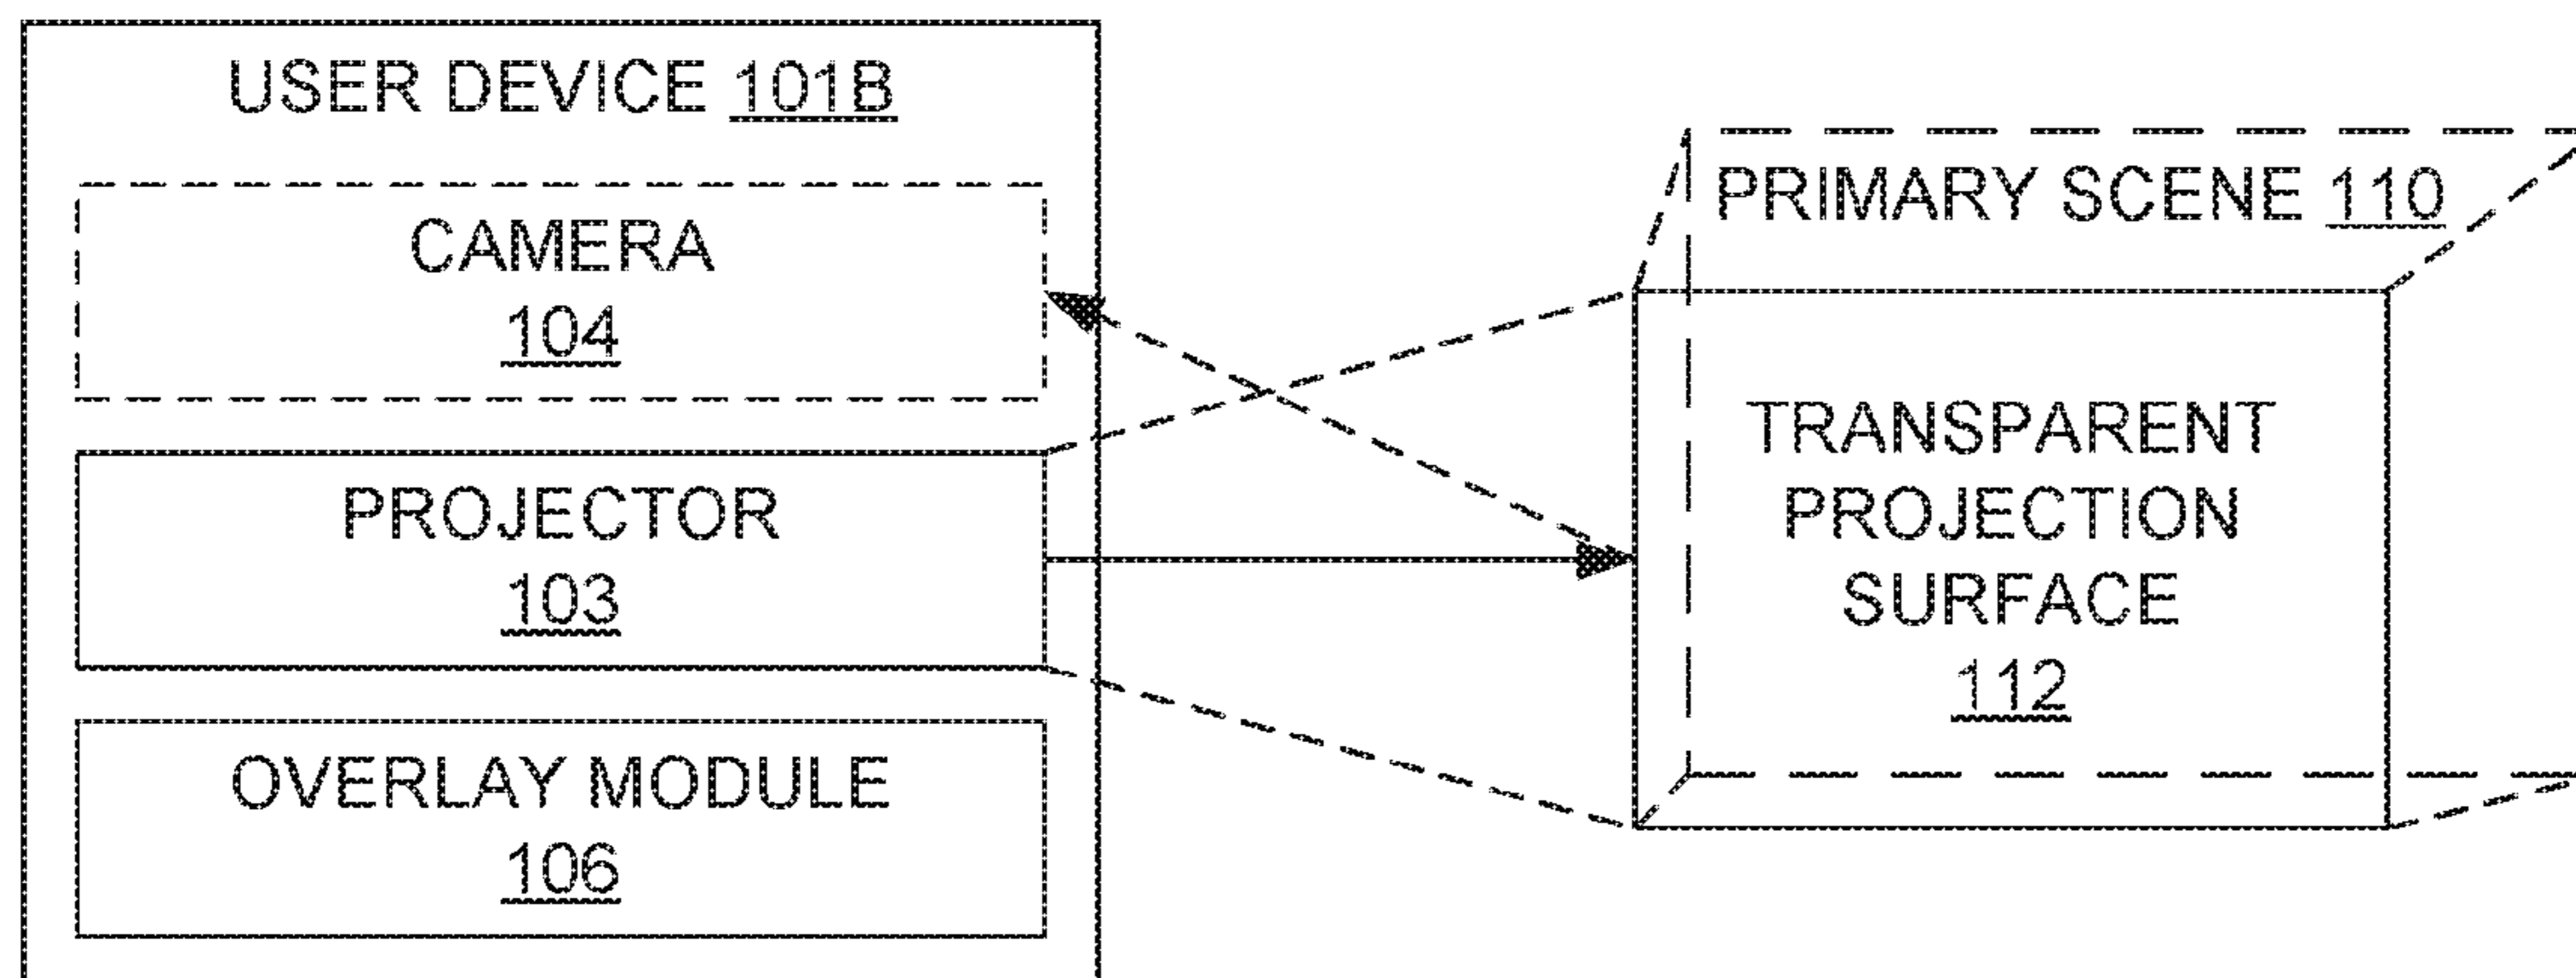 USER DEVICE 101B
CAMERA
104
PROJECTOR
103
OVERLAY MODULE
106
PRIMARY SCENE 110
TRANSPARENT
PROJECTION
SURFACE
112